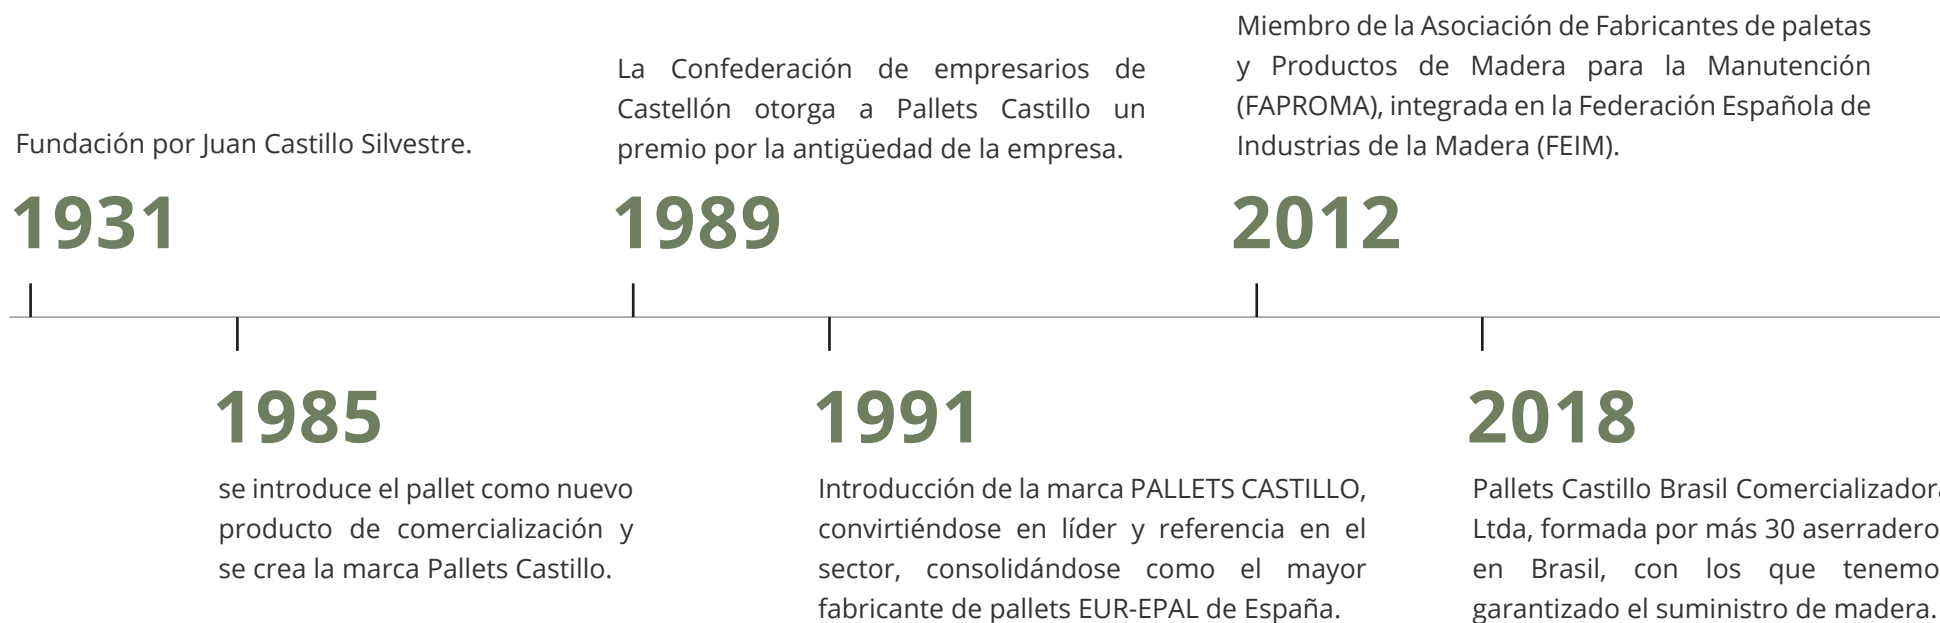 Fundación por Juan Castillo Silvestre.
1931
se introduce el pallet como nuevo
producto de comercialización y
se crea la marca Pallets Castillo.
1985
La Confederación de empresarios de
Castellón otorga a Pallets Castillo un
premio por la antigüedad de la empresa.
1989
1991
Introducción de la marca PALLETS CASTILLO,
convirtiéndose en líder y referencia en el
sector, consolidándose como el mayor
fabricante de pallets EUR-EPAL de España.
Miembro de la Asociación de Fabricantes de paletas
y Productos de Madera para la Manutención
(FAPROMA), integrada en la Federación Española de
Industrias de la Madera (FEIM).
2012
2018
Pallets Castillo Brasil Comercializadora
Ltda, formada por más 30 aserradero
en Brasil, con los que tenemo
garantizado el suministro de madera.